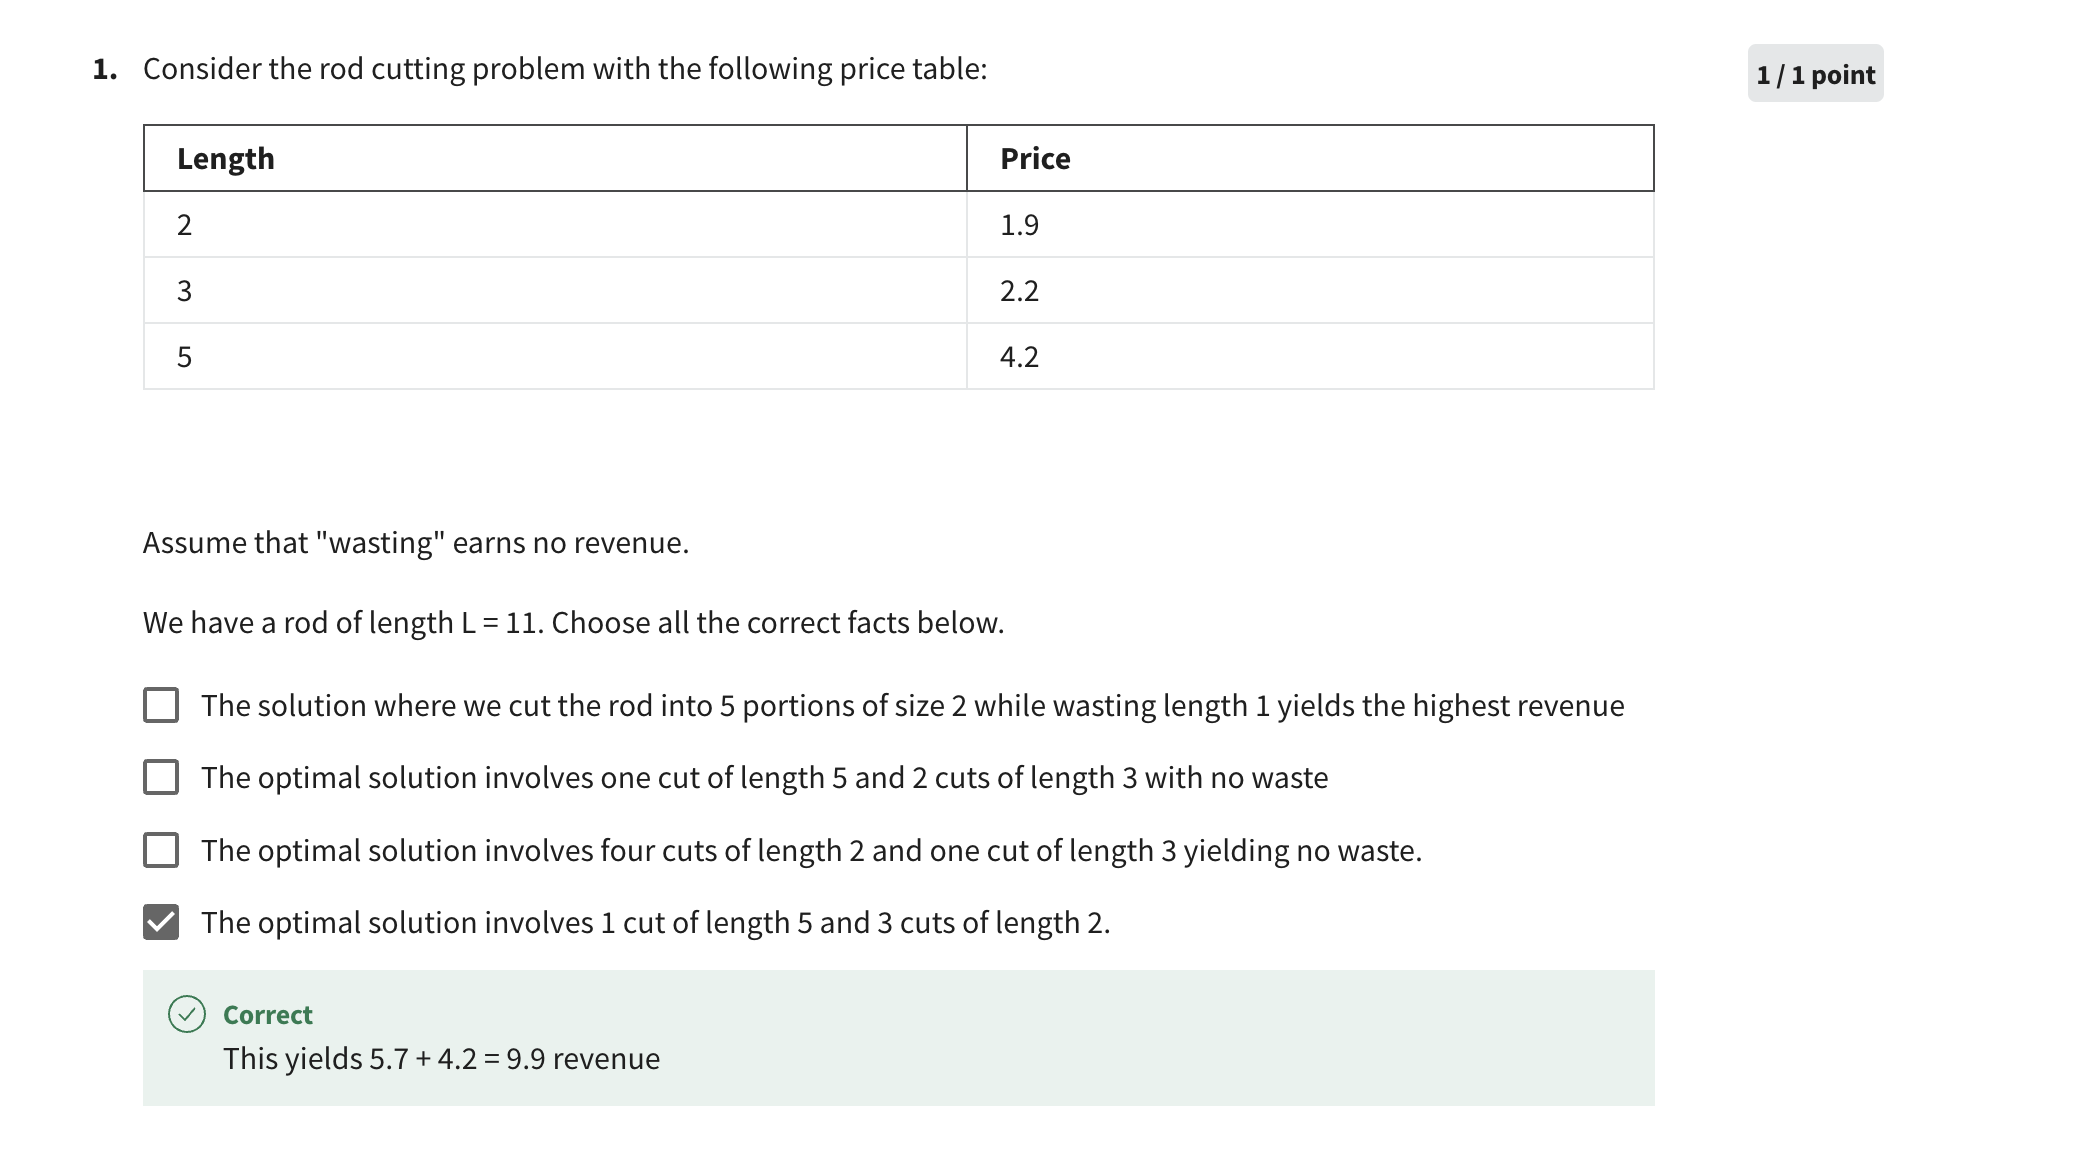 1. Consider the rod cutting problem with the following price table:
1 / 1 point
Length Price
2 1.9
3 2.2
5 4.2
Assume that "wasting" earns no revenue.
We have a rod of length L = 11. Choose all the correct facts below.
The solution where we cut the rod into 5 portions of size 2 while wasting length 1 yields the highest revenue
The optimal solution involves one cut of length 5 and 2 cuts of length 3 with no waste
The optimal solution involves four cuts of length 2 and one cut of length 3 yielding no waste.
The optimal solution involves 1 cut of length 5 and 3 cuts of length 2.
Correct
This yields 5.7 + 4.2 = 9.9 revenue